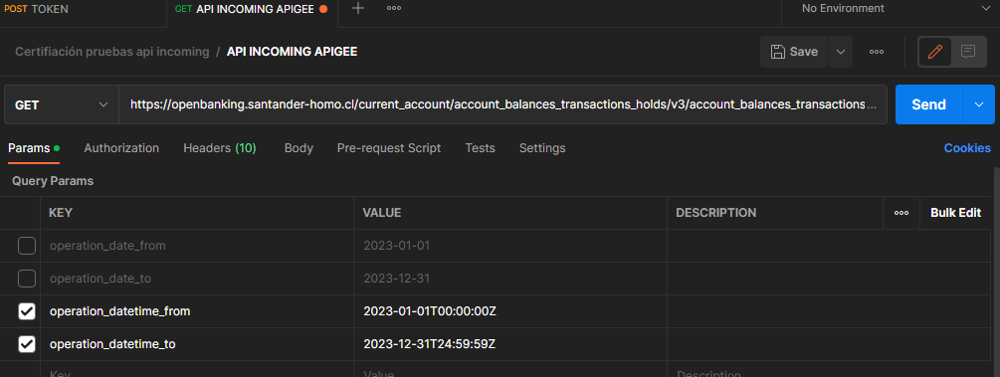 POST TOKEN GET API INCOMING APIGEE No Environment
Certifiación pruebas api incoming / API INCOMING APIGEE Save
GET https://openbanking.santander-homo.cl/current_account/account_balances_transactions_holds/v3/account_balances_transactions... Send
Params Authorization Headers (10) Body Pre-request Script Tests Settings Cookies
Query Params
KEY VALUE DESCRIPTION Bulk Edit
operation_date_from 2023-01-01
operation_date_to 2023-12-31
operation_datetime_from 2023-01-01T00:00:00Z
operation_datetime_to 2023-12-31T24:59:59Z
Key Value Description